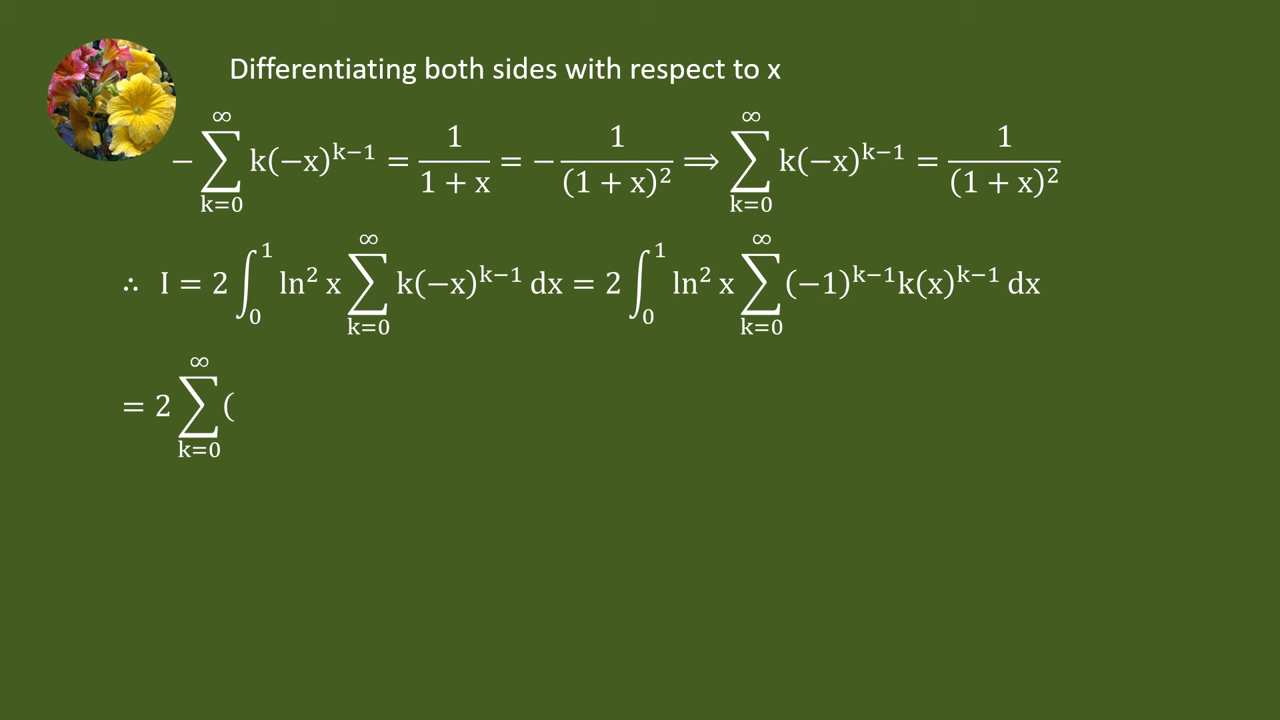 Differentiating both sides with respect to x
−∑_{k=0}^{∞} k(−x)^{k−1} = 1/(1 + x) = −1/(1 + x)² ⟹ ∑_{k=0}^{∞} k(−x)^{k−1} = 1/(1 + x)²
∴ I = 2 ∫_0^1 ln² x ∑_{k=0}^{∞} k(−x)^{k−1} dx = 2 ∫_0^1 ln² x ∑_{k=0}^{∞} (−1)^{k−1}k(x)^{k−1} dx
= 2 ∑_{k=0}^{∞} (